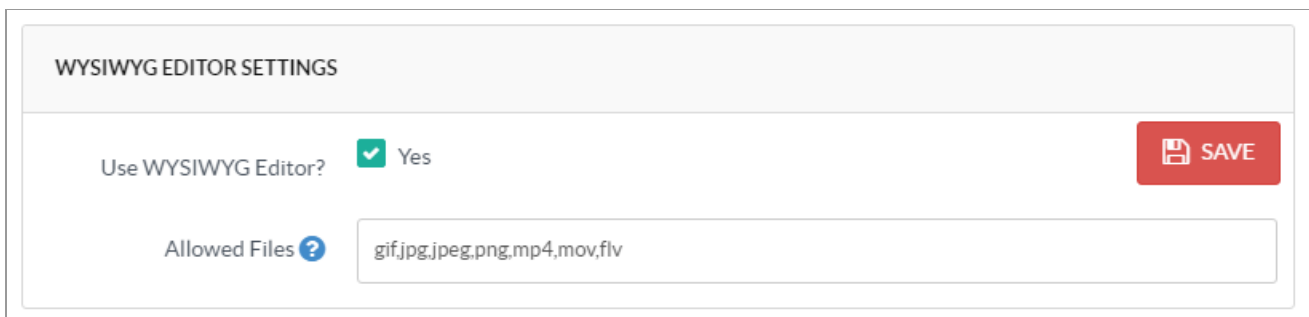 WYSIWYG EDITOR SETTINGS
Use WYSIWYG Editor? Yes
SAVE
Allowed Files ?
gif,jpg,jpeg,png,mp4,mov,flv